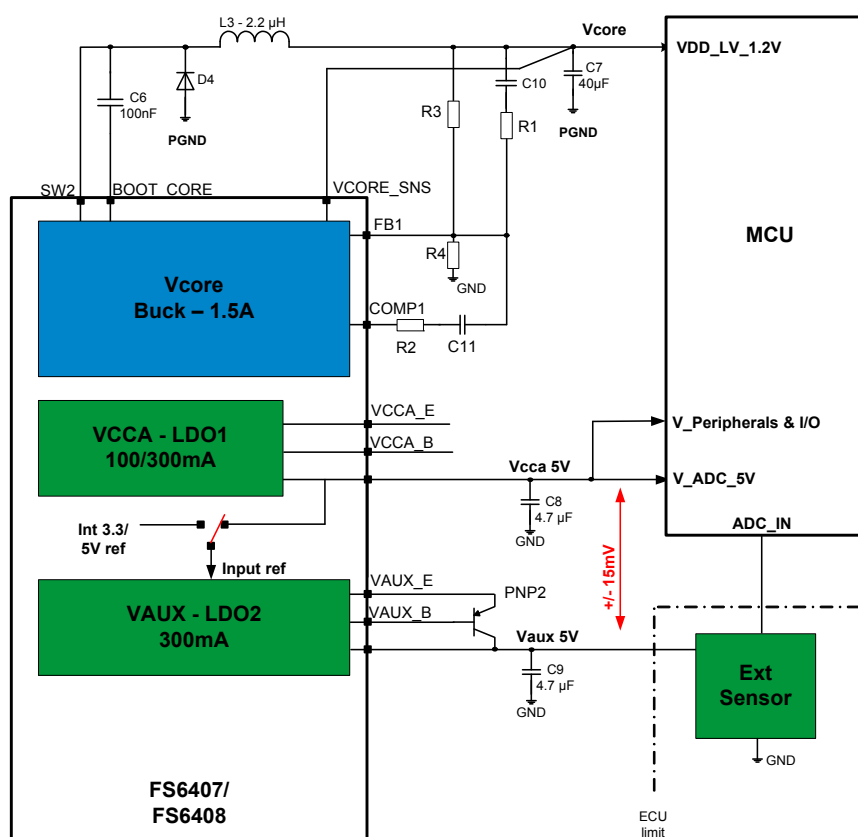 L3 - 2.2 µH
Vcore
VDD_LV_1.2V
D4
C6
100nF
PGND
C10
C7
40µF
PGND
R3
R1
SW2
BOOT_CORE
VCORE_SNS
FB1
MCU
Vcore
Buck – 1.5A
R4
GND
COMP1
R2
C11
VCCA - LDO1
100/300mA
VCCA_E
VCCA_B
V_Peripherals & I/O
Vcca 5V
V_ADC_5V
C8
4.7 µF
GND
ADC_IN
Int 3.3/
5V ref
Input ref
+/- 15mV
VAUX - LDO2
300mA
VAUX_E
VAUX_B
PNP2
Vaux 5V
C9
4.7 µF
GND
Ext
Sensor
GND
FS6407/
FS6408
ECU
limit